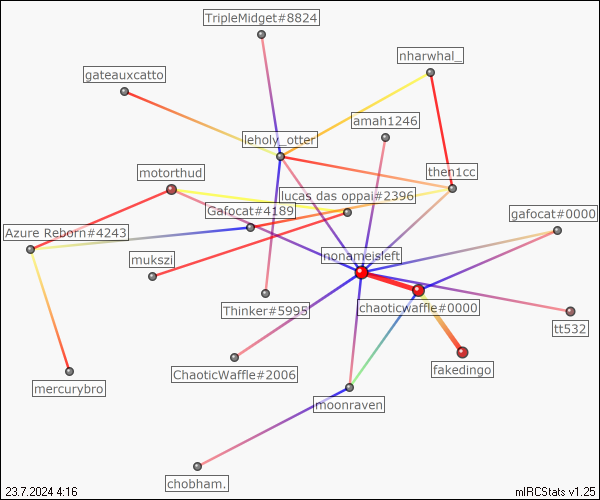 TripleMidget#8824
nharwhal_
gateauxcatto
amah1246
leholy_otter
motorthud
then1cc
lucas das oppai#2396
Gafocat#4189
gafocat#0000
Azure Reborn#4243
mukszi
nonameisleft
Thinker#5995
chaoticwaffle#0000
tt532
ChaoticWaffle#2006
fakedingo
mercurybro
moonraven
chobham.
23.7.2024 4:16
mIRCStats v1.25